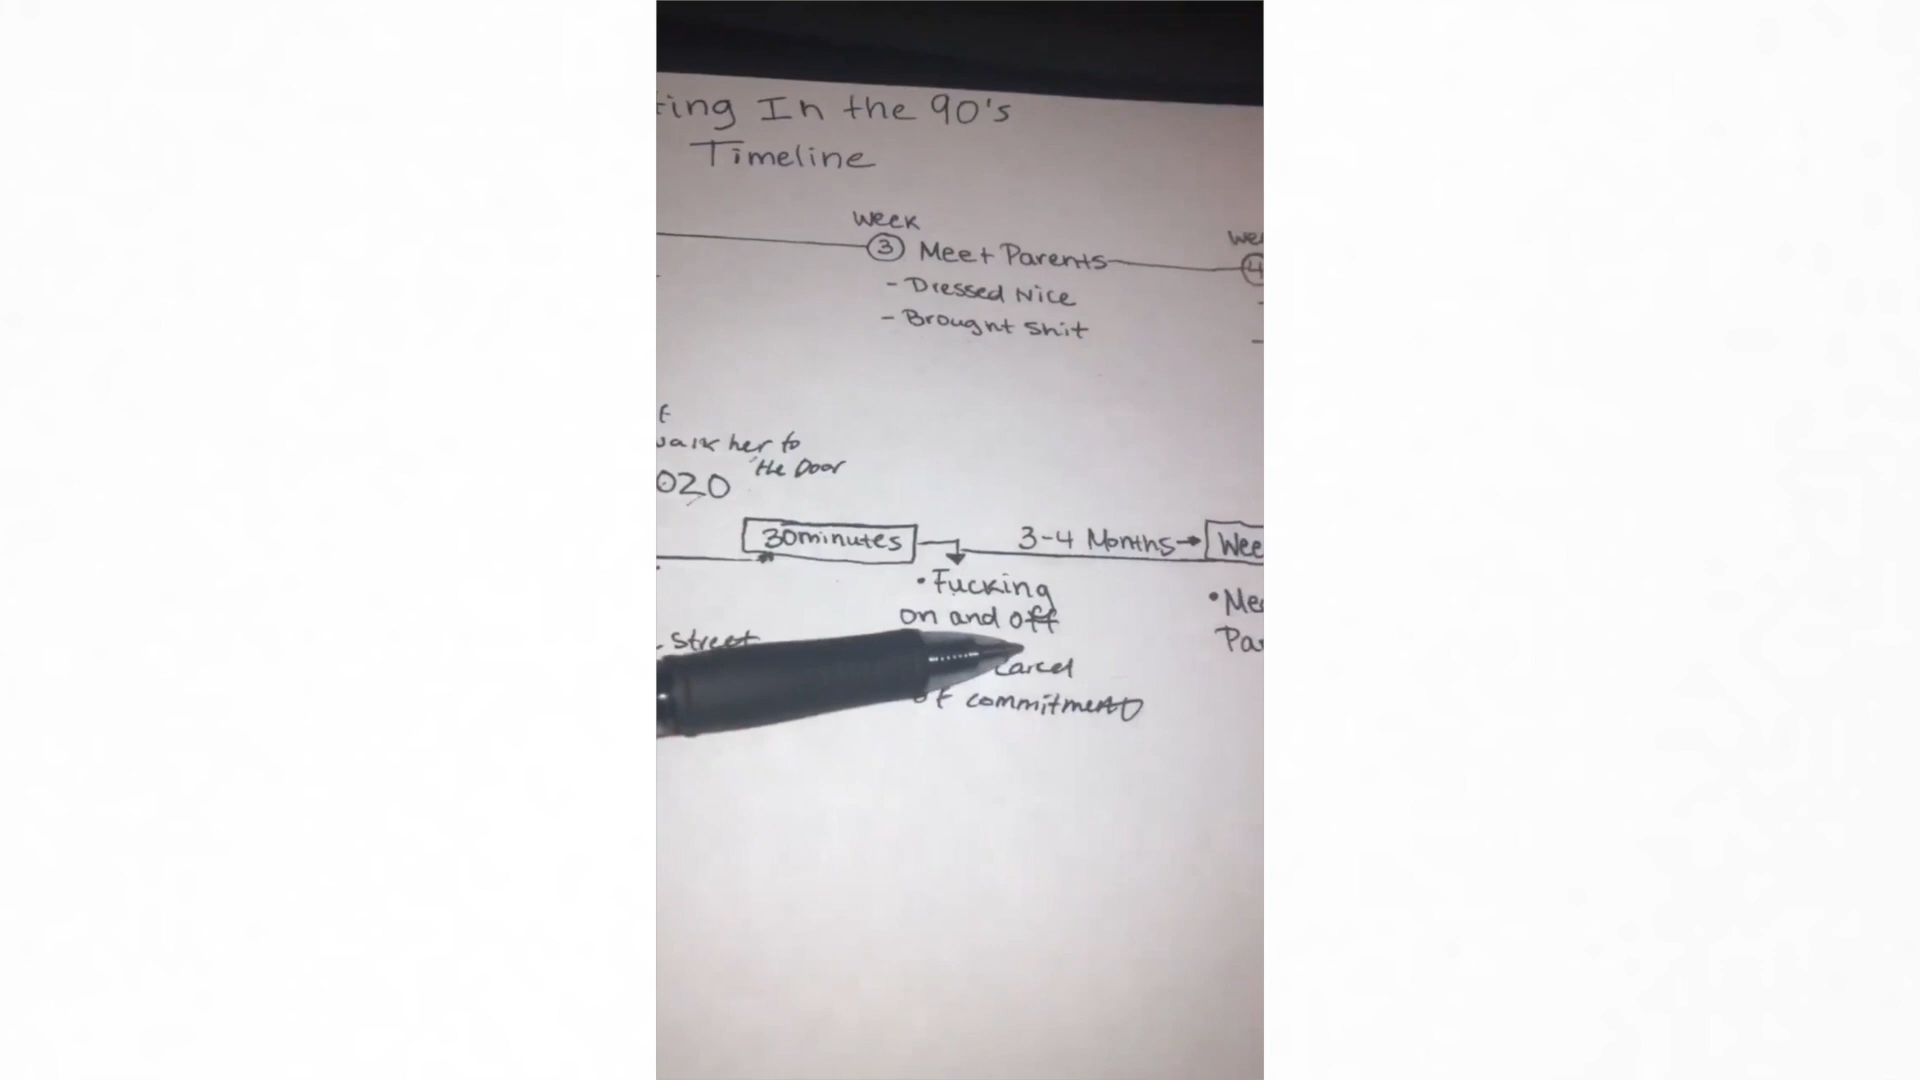 ting In the 90's
Timeline
Week
3 Meet Parents
- Dressed Nice
- Brought Shit
4
walk her to
the Door
020
30minutes
3-4 Months
• Fucking
on and off
street
commitment